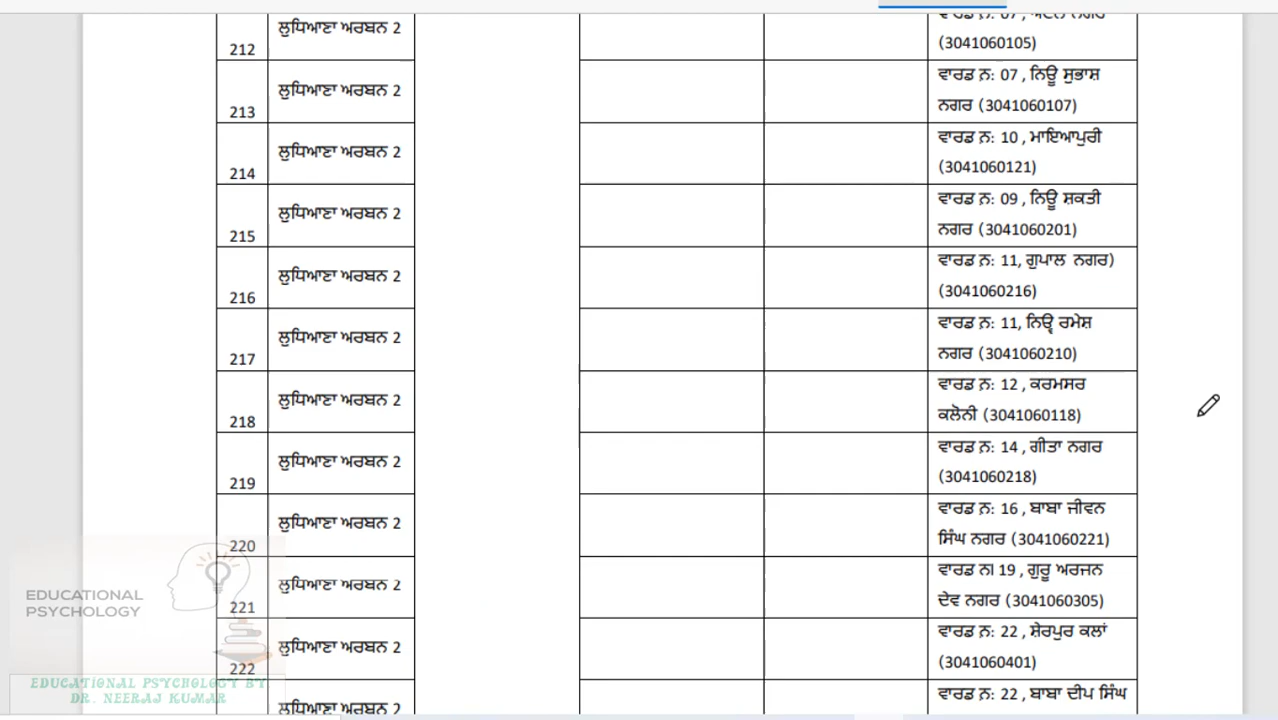 212
ਲੁਧਿਆਣਾ ਅਰਬਨ 2
(3041060105)
213
ਲੁਧਿਆਣਾ ਅਰਬਨ 2
ਵਾਰਡ ਨ਼: 07 , ਨਿਊ ਸੁਭਾਸ਼
ਨਗਰ (3041060107)
214
ਲੁਧਿਆਣਾ ਅਰਬਨ 2
ਵਾਰਡ ਨ਼: 10 , ਮਾਇਆਪੁਰੀ
(3041060121)
215
ਲੁਧਿਆਣਾ ਅਰਬਨ 2
ਵਾਰਡ ਨ਼: 09 , ਨਿਊ ਸ਼ਕਤੀ
ਨਗਰ (3041060201)
216
ਲੁਧਿਆਣਾ ਅਰਬਨ 2
ਵਾਰਡ ਨ਼: 11, ਗੁਪਾਲ ਨਗਰ)
(3041060216)
217
ਲੁਧਿਆਣਾ ਅਰਬਨ 2
ਵਾਰਡ ਨ਼: 11, ਰਮੇਸ਼
ਨਗਰ (3041060210)
218
ਲੁਧਿਆਣਾ ਅਰਬਨ 2
ਵਾਰਡ ਨ਼: 12 , ਕਰਮਸਰ
ਕਲੋਨੀ (3041060118)
219
ਲੁਧਿਆਣਾ ਅਰਬਨ 2
ਵਾਰਡ ਨ਼: 14 , ਗੀਤਾ ਨਗਰ
(3041060218)
220
ਲੁਧਿਆਣਾ ਅਰਬਨ 2
ਵਾਰਡ ਨ਼: 16 , ਬਾਬਾ ਜੀਵਨ
ਸਿੰਘ ਨਗਰ (3041060221)
221
ਲੁਧਿਆਣਾ ਅਰਬਨ 2
ਵਾਰਡ ਨ। 19 , ਗੁਰੂ ਅਰਜਨ
ਦੇਵ ਨਗਰ (3041060305)
222
ਲੁਧਿਆਣਾ ਅਰਬਨ 2
ਵਾਰਡ ਨ਼: 22 , ਸ਼ੇਰਪੁਰ ਕਲਾਂ
(3041060401)
ਲੁਧਿਆਣਾ ਅਰਬਨ 2
ਵਾਰਡ ਨ਼: 22 , ਬਾਬਾ ਦੀਪ ਸਿੰਘ
EDUCATIONAL
PSYCHOLOGY
EDUCATIONAL PSYCHOLOGY BY
DR. NEERAJ KUMAR